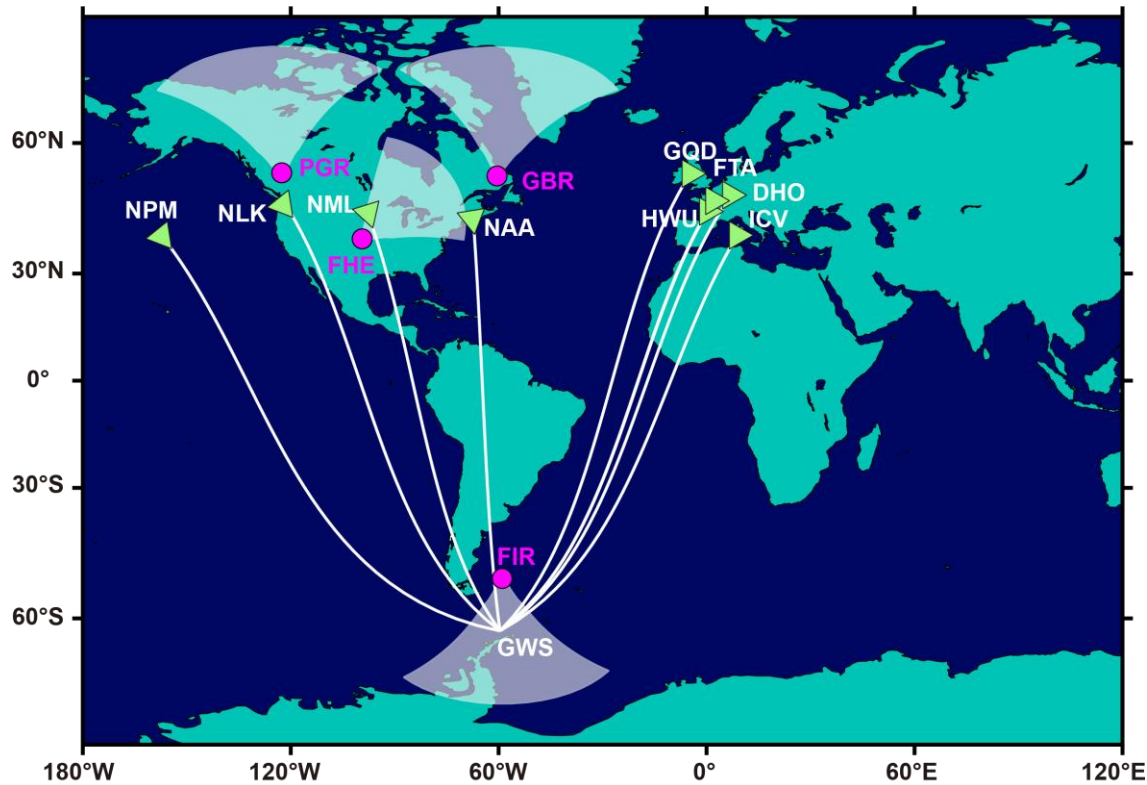 60°N
30°N
0°
30°S
60°S
PGR
GBR
GQD
FTA
DHO
NPM
NLK
NML
NAA
HWU
ICV
FHE
FIR
GWS
180°W
120°W
60°W
0°
60°E
120°E